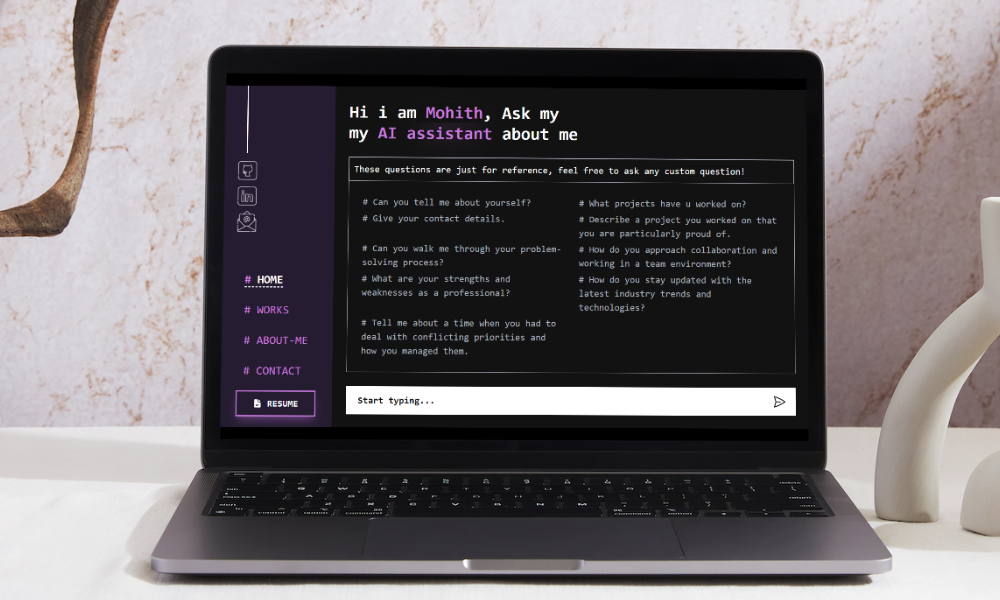 Hi i am Mohith, Ask my
my AI assistant about me
These questions are just for reference, feel free to ask any custom question!
# Can you tell me about yourself?
# Give your contact details.
# Can you walk me through your problem-
solving process?
# What are your strengths and
weaknesses as a professional?
# Tell me about a time when you had to
deal with conflicting priorities and
how you managed them.
# What projects have u worked on?
# Describe a project you worked on that
you are particularly proud of.
# How do you approach collaboration and
working in a team environment?
# How do you stay updated with the
latest industry trends and
technologies?
Start typing...
in
# HOME
# WORKS
# ABOUT-ME
# CONTACT
RESUME